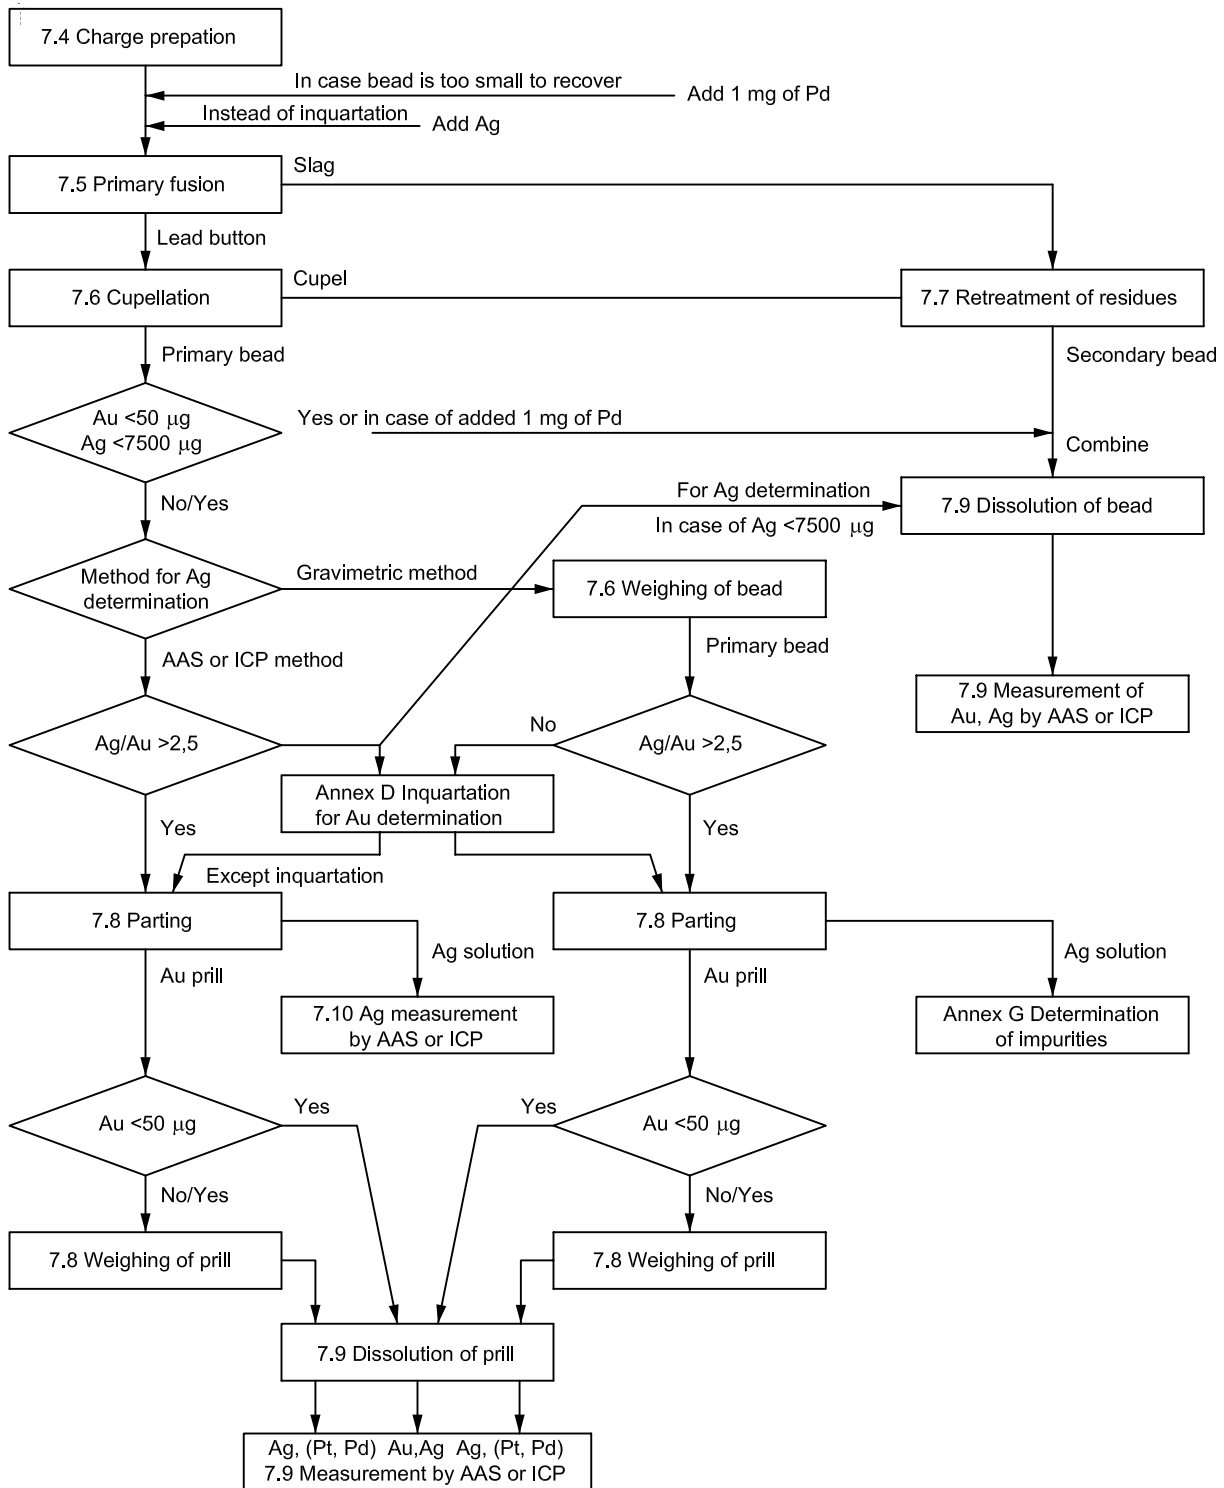 7.4 Charge prepation
In case bead is too small to recover
Add 1 mg of Pd
Instead of inquartation
Add Ag
7.5 Primary fusion
Slag
Lead button
7.6 Cupellation
Cupel
7.7 Retreatment of residues
Primary bead
Secondary bead
Au <50 μg
Ag <7500 μg
Yes or in case of added 1 mg of Pd
Combine
No/Yes
For Ag determination
In case of Ag <7500 μg
7.9 Dissolution of bead
Method for Ag
determination
Gravimetric method
7.6 Weighing of bead
AAS or ICP method
Primary bead
7.9 Measurement of
Au, Ag by AAS or ICP
Ag/Au >2,5
No
Ag/Au >2,5
Annex D Inquartation
for Au determination
Yes
Yes
Except inquartation
7.8 Parting
7.8 Parting
Ag solution
Ag solution
Au prill
Au prill
7.10 Ag measurement
by AAS or ICP
Annex G Determination
of impurities
Au <50 μg
Yes
Yes
Au <50 μg
No/Yes
No/Yes
7.8 Weighing of prill
7.8 Weighing of prill
7.9 Dissolution of prill
Ag, (Pt, Pd) Au,Ag Ag, (Pt, Pd)
7.9 Measurement by AAS or ICP